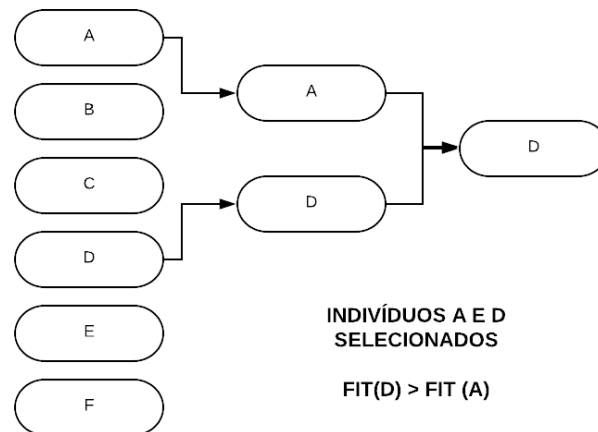 A
B
C
D
E
F
A
D
D
INDIVÍDUOS A E D
SELECIONADOS
FIT(D) > FIT (A)